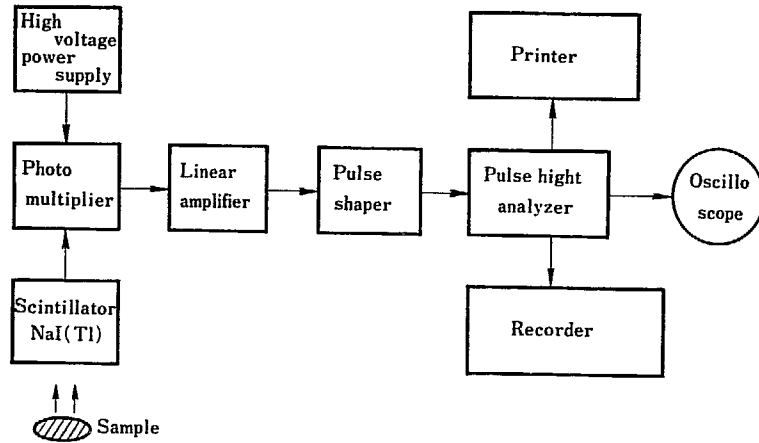 High
voltage
power
supply
Printer
Photo
multiplier
Linear
amplifier
Pulse
shaper
Pulse hight
analyzer
Oscillo
scope
Scintillator
NaI(Tl)
Recorder
Sample